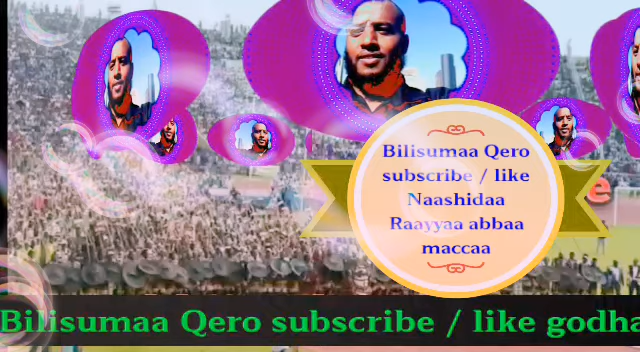 Bilisumaa Qero
subscribe / like
Naashidaa
Raayyaa abbaa
maccaa
e
Bilisumaa Qero subscribe / like godha